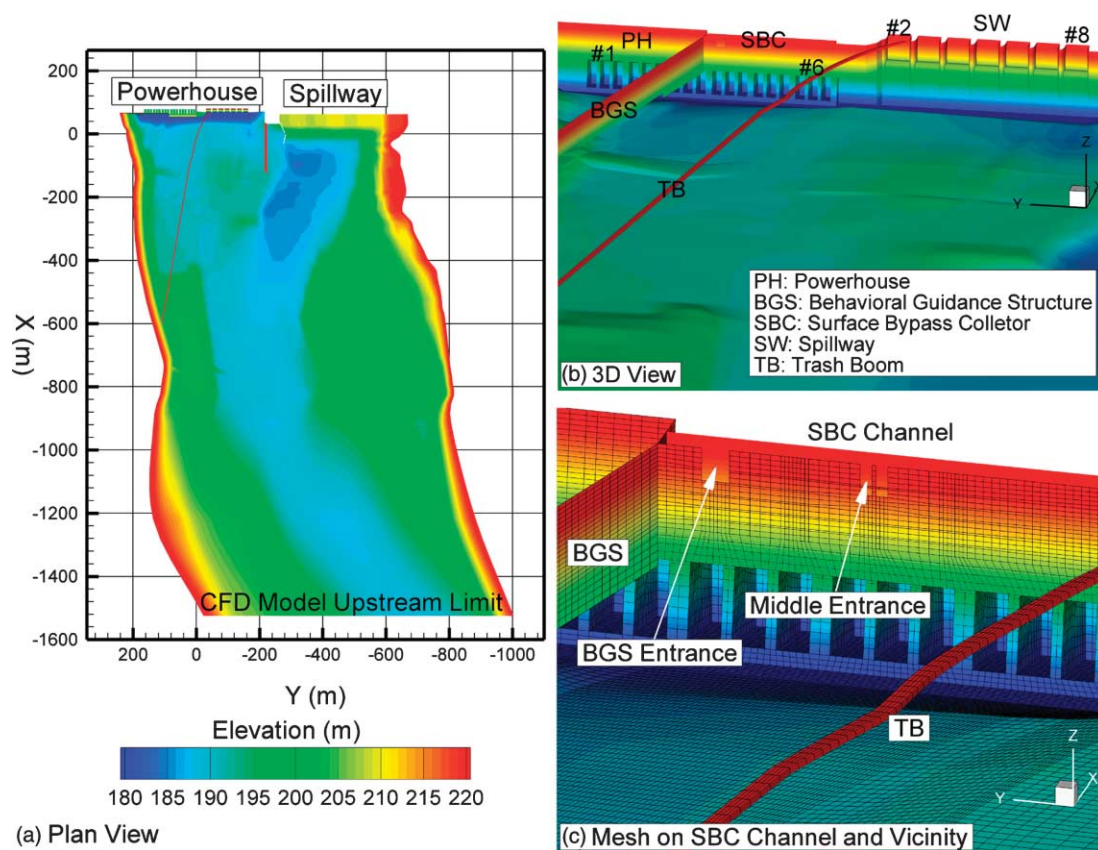 200
0
-200
-400
-600
-800
-1000
-1200
-1400
-1600
X
(m)
Powerhouse
Spillway
CFD Model Upstream Limit
200 0 -200 -400 -600 -800 -1000
Y (m)
Elevation (m)
180 185 190 195 200 205 210 215 220
(a) Plan View
PH SBC #2 SW #8
#1 #6
BGS
TB
Z
Y X
PH: Powerhouse
BGS: Behavioral Guidance Structure
SBC: Surface Bypass Colletor
SW: Spillway
TB: Trash Boom
(b) 3D View
SBC Channel
BGS
Middle Entrance
BGS Entrance
TB
Z
Y X
(c) Mesh on SBC Channel and Vicinity